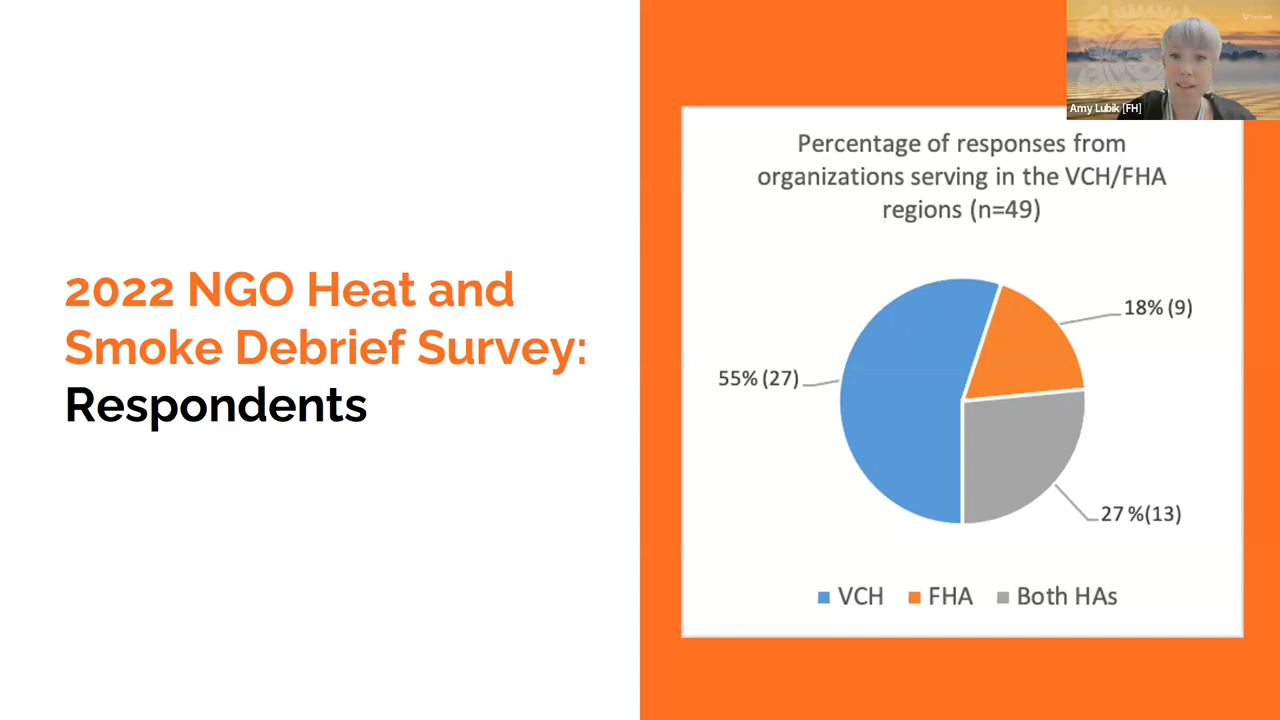 2022 NGO Heat and
Smoke Debrief Survey:
Respondents
Amy Lubik [FH]
Percentage of responses from
organizations serving in the VCH/FHA
regions (n=49)
18% (9)
55% (27)
27 %(13)
VCH FHA Both HAs